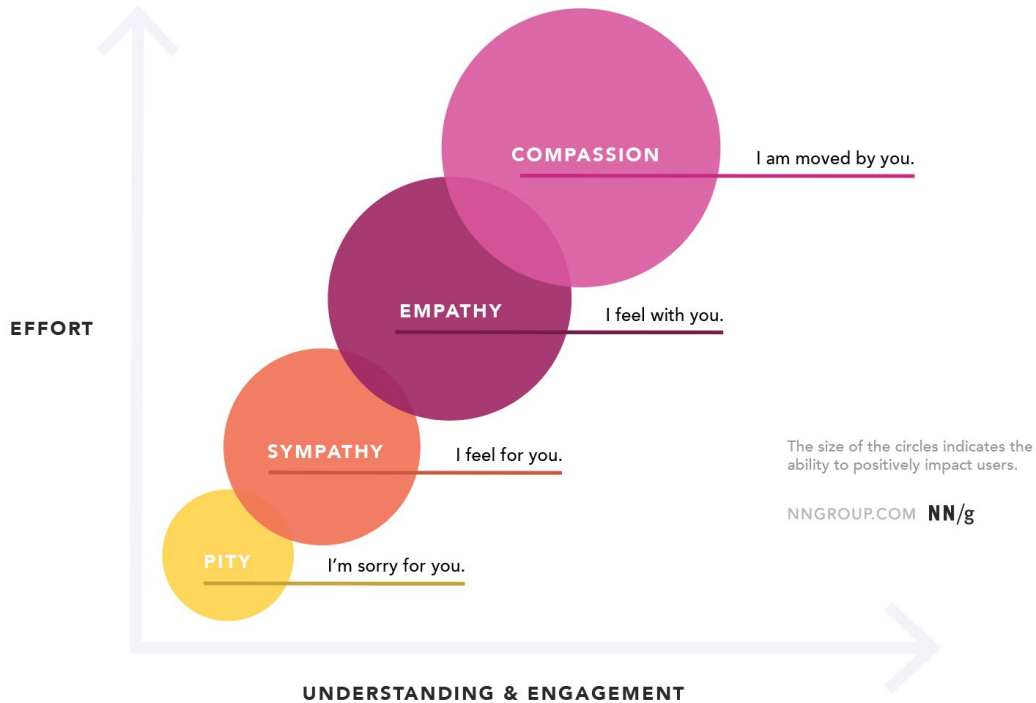 COMPASSION
I am moved by you.
EMPATHY
I feel with you.
EFFORT
SYMPATHY
I feel for you.
The size of the circles indicates the
ability to positively impact users.
NNGROUP.COM NN/g
PITY
I'm sorry for you.
UNDERSTANDING & ENGAGEMENT